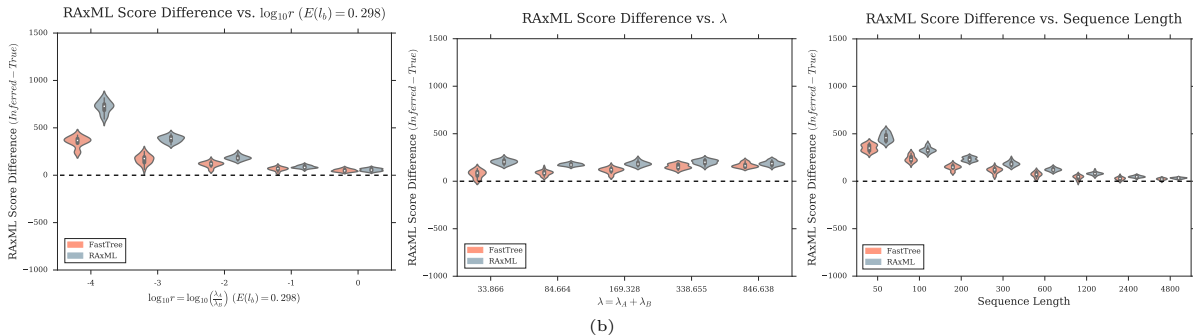 RAxML Score Difference vs. log₁₀r (E(l_b)=0.298)
RAxML Score Difference (Inferred−True)
1500
1000
500
0
−500
−1000
FastTree
RAxML
-4 -3 -2 -1 0
log₁₀r = log₁₀(λ_A/λ_B) (E(l_b)=0.298)
RAxML Score Difference vs. λ
RAxML Score Difference (Inferred−True)
1500
1000
500
0
−500
−1000
FastTree
RAxML
33.866 84.664 169.328 338.655 846.638
λ = λ_A + λ_B
RAxML Score Difference vs. Sequence Length
RAxML Score Difference (Inferred−True)
1500
1000
500
0
−500
−1000
FastTree
RAxML
50 100 200 300 600 1200 2400 4800
Sequence Length
(b)